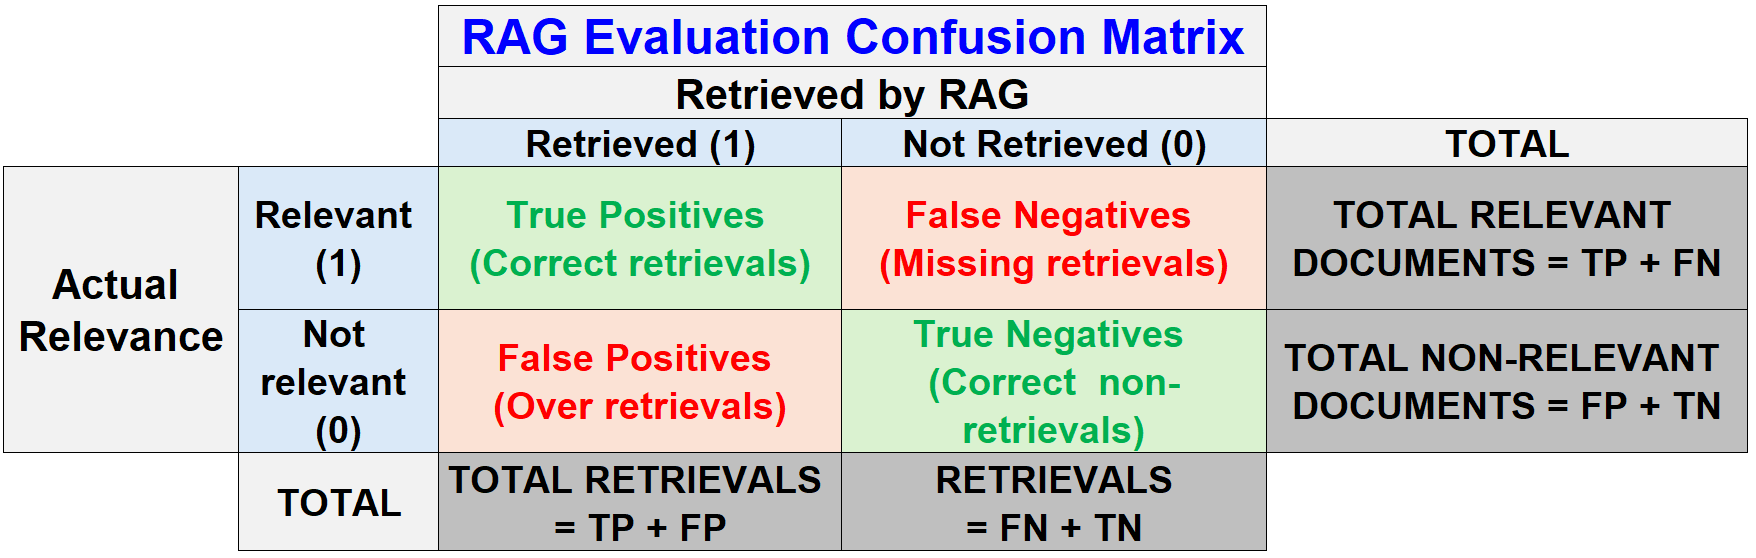 RAG Evaluation Confusion Matrix
Retrieved by RAG
Retrieved (1)
Not Retrieved (0)
TOTAL
Actual
Relevance
Relevant
(1)
True Positives
(Correct retrievals)
False Negatives
(Missing retrievals)
TOTAL RELEVANT
DOCUMENTS = TP + FN
Not
relevant
(0)
False Positives
(Over retrievals)
True Negatives
(Correct non-
retrievals)
TOTAL NON-RELEVANT
DOCUMENTS = FP + TN
TOTAL
TOTAL RETRIEVALS
= TP + FP
RETRIEVALS
= FN + TN